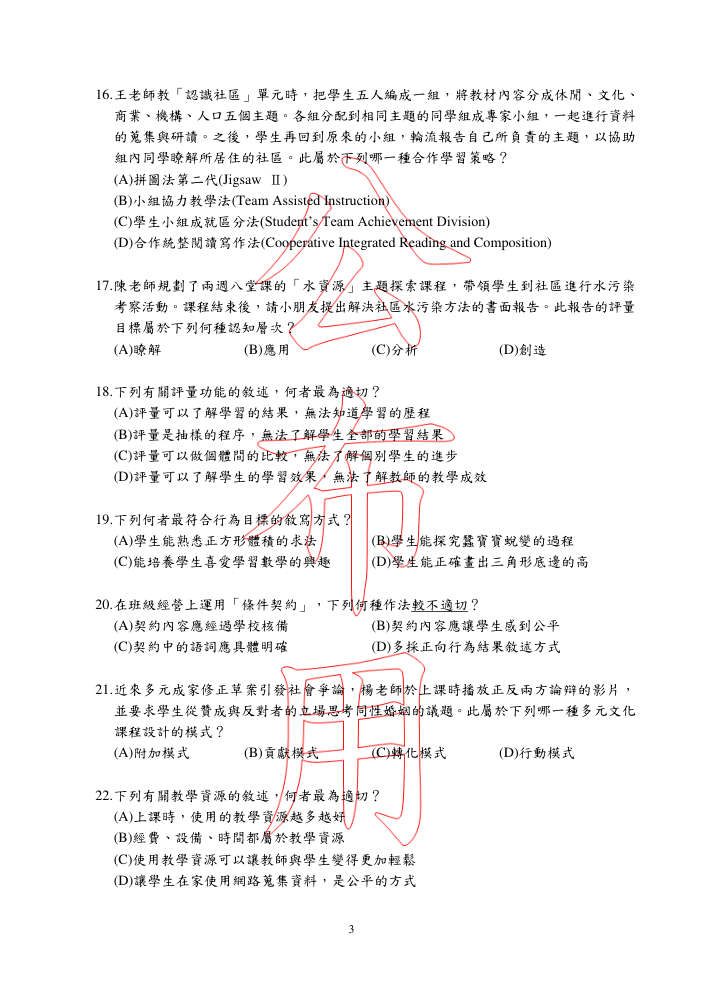 16.王老師教「認識社區」單元時，把學生五人編成一組，將教材內容分成休閒、文化、
商業、機構、人口五個主題。各組分配到相同主題的同學組成專家小組，一起進行資料
的蒐集與研讀。之後，學生再回到原來的小組，輪流報告自己所負責的主題，以協助
組內同學瞭解所居住的社區。此屬於下列哪一種合作學習策略？
(A)拼圖法第二代(Jigsaw Ⅱ)
(B)小組協力教學法(Team Assisted Instruction)
(C)學生小組成就區分法(Student’s Team Achievement Division)
(D)合作統整閱讀寫作法(Cooperative Integrated Reading and Composition)
17.陳老師規劃了兩週八堂課的「水資源」主題探索課程，帶領學生到社區進行水污染
考察活動。課程結束後，請小朋友提出解決社區水污染方法的書面報告。此報告的評量
目標屬於下列何種認知層次？
(A)瞭解 (B)應用 (C)分析 (D)創造
18.下列有關評量功能的敘述，何者最為適切？
(A)評量可以了解學習的結果，無法知道學習的歷程
(B)評量是抽樣的程序，無法了解學生全部的學習結果
(C)評量可以做個體間的比較，無法了解個別學生的進步
(D)評量可以了解學生的學習效果，無法了解教師的教學成效
19.下列何者最符合行為目標的敘寫方式？
(A)學生能熟悉正方形體積的求法 (B)學生能探究蠶寶寶蛻變的過程
(C)能培養學生喜愛學習數學的興趣 (D)學生能正確畫出三角形底邊的高
20.在班級經營上運用「條件契約」，下列何種作法較不適切？
(A)契約內容應經過學校核備 (B)契約內容應讓學生感到公平
(C)契約中的語詞應具體明確 (D)多採正向行為結果敘述方式
21.近來多元成家修正草案引發社會爭論，楊老師於上課時播放正反兩方論辯的影片，
並要求學生從贊成與反對者的立場思考同性婚姻的議題。此屬於下列哪一種多元文化
課程設計的模式？
(A)附加模式 (B)貢獻模式 (C)轉化模式 (D)行動模式
22.下列有關教學資源的敘述，何者最為適切？
(A)上課時，使用的教學資源越多越好
(B)經費、設備、時間都屬於教學資源
(C)使用教學資源可以讓教師與學生變得更加輕鬆
(D)讓學生在家使用網路蒐集資料，是公平的方式
3
公
布
用